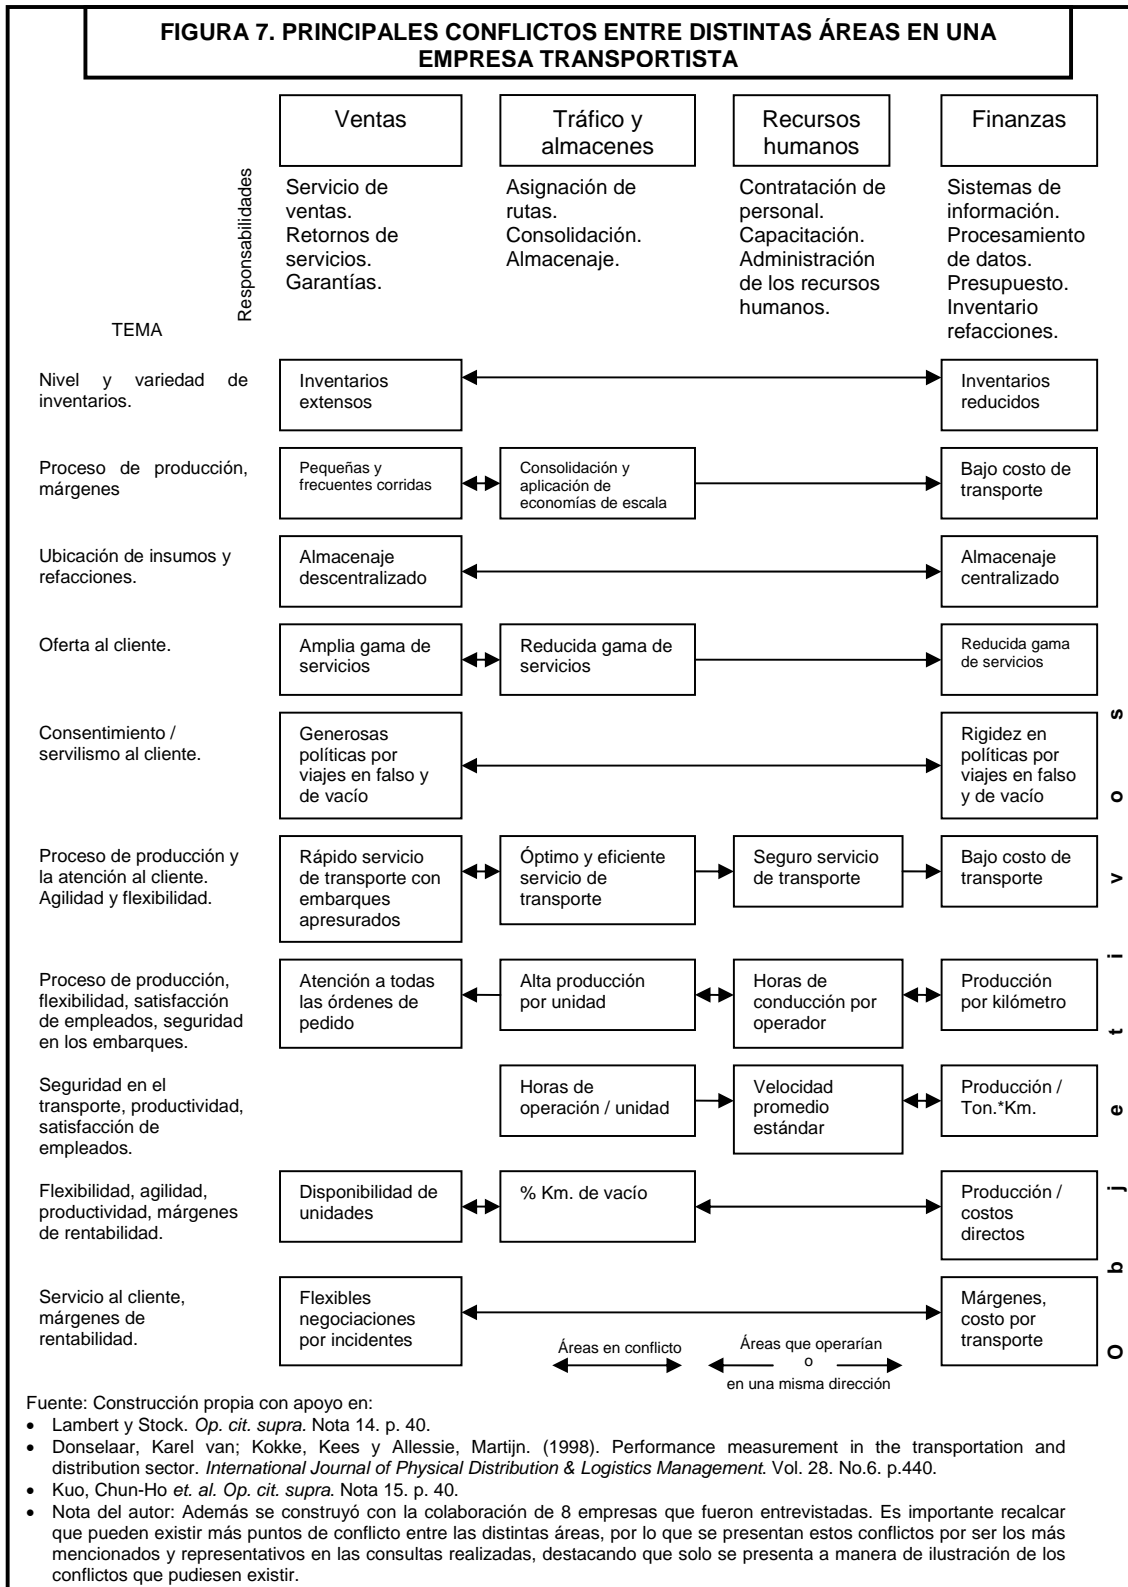 FIGURA 7. PRINCIPALES CONFLICTOS ENTRE DISTINTAS ÁREAS EN UNA
EMPRESA TRANSPORTISTA
Ventas
Tráfico y
almacenes
Recursos
humanos
Finanzas
Responsabilidades
Servicio de
ventas.
Retornos de
servicios.
Garantías.
Asignación de
rutas.
Consolidación.
Almacenaje.
Contratación de
personal.
Capacitación.
Administración
de los recursos
humanos.
Sistemas de
información.
Procesamiento
de datos.
Presupuesto.
Inventario
refacciones.
TEMA
Nivel y variedad de
inventarios.
Inventarios
extensos
Inventarios
reducidos
Proceso de producción,
márgenes
Pequeñas y
frecuentes corridas
Consolidación y
aplicación de
economías de escala
Bajo costo de
transporte
Ubicación de insumos y
refacciones.
Almacenaje
descentralizado
Almacenaje
centralizado
Oferta al cliente.
Amplia gama de
servicios
Reducida gama de
servicios
Reducida gama
de servicios
Consentimiento /
servilismo al cliente.
Generosas
políticas por
viajes en falso y
de vacío
Rigidez en
políticas por
viajes en falso
y de vacío
Proceso de producción y
la atención al cliente.
Agilidad y flexibilidad.
Rápido servicio
de transporte con
embarques
apresurados
Óptimo y eficiente
servicio de
transporte
Seguro servicio
de transporte
Bajo costo de
transporte
Proceso de producción,
flexibilidad, satisfacción
de empleados, seguridad
en los embarques.
Atención a todas
las órdenes de
pedido
Alta producción
por unidad
Horas de
conducción por
operador
Producción
por kilómetro
Seguridad en el
transporte, productividad,
satisfacción de
empleados.
Horas de
operación / unidad
Velocidad
promedio
estándar
Producción /
Ton.*Km.
Flexibilidad, agilidad,
productividad, márgenes
de rentabilidad.
Disponibilidad de
unidades
% Km. de vacío
Producción /
costos
directos
Servicio al cliente,
márgenes de
rentabilidad.
Flexibles
negociaciones
por incidentes
Márgenes,
costo por
transporte
O b j e t i v o s
Áreas en conflicto
Áreas que operarían
o
en una misma dirección
Fuente: Construcción propia con apoyo en:
• Lambert y Stock. Op. cit. supra. Nota 14. p. 40.
• Donselaar, Karel van; Kokke, Kees y Allessie, Martijn. (1998). Performance measurement in the transportation and
distribution sector. International Journal of Physical Distribution & Logistics Management. Vol. 28. No.6. p.440.
• Kuo, Chun-Ho et. al. Op. cit. supra. Nota 15. p. 40.
• Nota del autor: Además se construyó con la colaboración de 8 empresas que fueron entrevistadas. Es importante recalcar
que pueden existir más puntos de conflicto entre las distintas áreas, por lo que se presentan estos conflictos por ser los más
mencionados y representativos en las consultas realizadas, destacando que solo se presenta a manera de ilustración de los
conflictos que pudiesen existir.